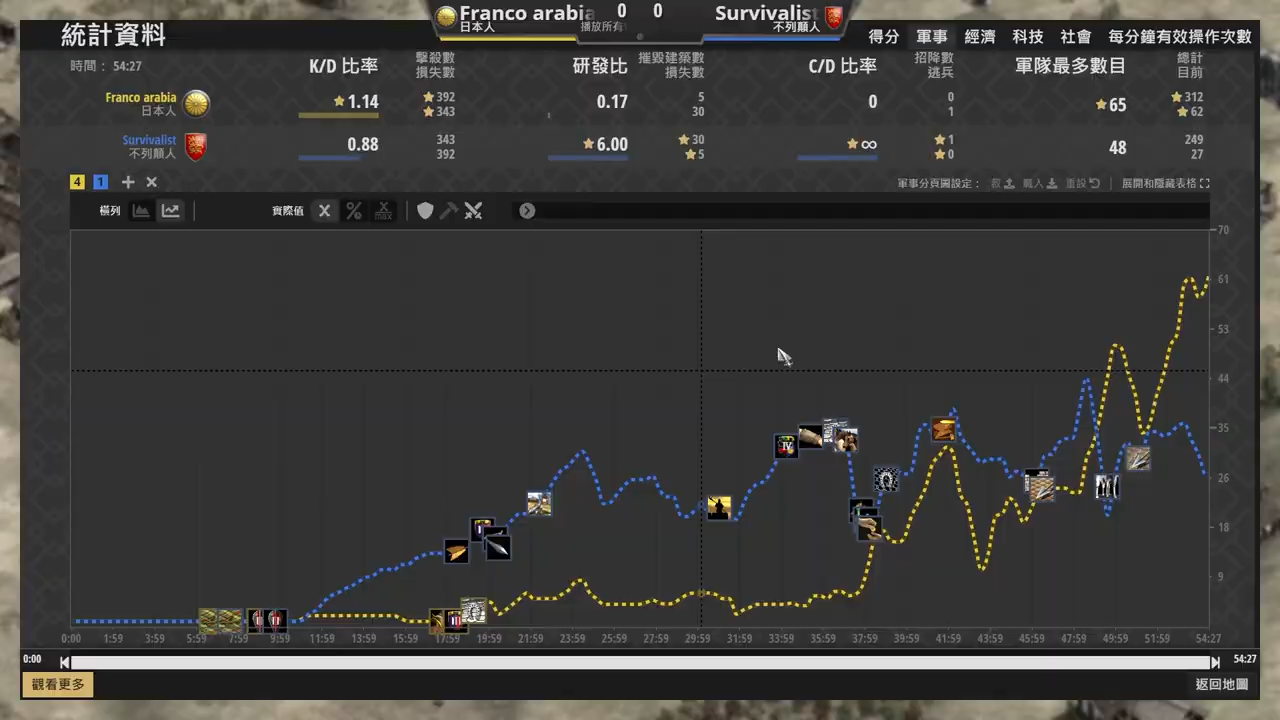 Franco arabia 0 0 Survivalist
日本人 播放所有 不列顛人
統計資料
得分 軍事 經濟 科技 社會 每分鐘有效操作次數
時間： 54:27
K/D 比率 擊殺數 損失數 研發比 摧毀建築數 損失數 C/D 比率 招降數 逃兵 軍隊最多數目 總計 目前
Franco arabia 1.14 392 0.17 5 0 0 65 312
日本人 343 30 1 62
Survivalist 0.88 343 6.00 30 ∞ 1 48 249
不列顛人 392 5 0 27
4 1
軍事分頁圖設定： 載入 重設 展開和隱藏表格
橫列 實際值 X % X max
70
61
53
44
35
26
18
9
IV
0:00 1:59 3:59 5:59 7:59 9:59 11:59 13:59 15:59 17:59 19:59 21:59 23:59 25:59 27:59 29:59 31:59 33:59 35:59 37:59 39:59 41:59 43:59 45:59 47:59 49:59 51:59 54:27
0:00 54:27
觀看更多 返回地圖